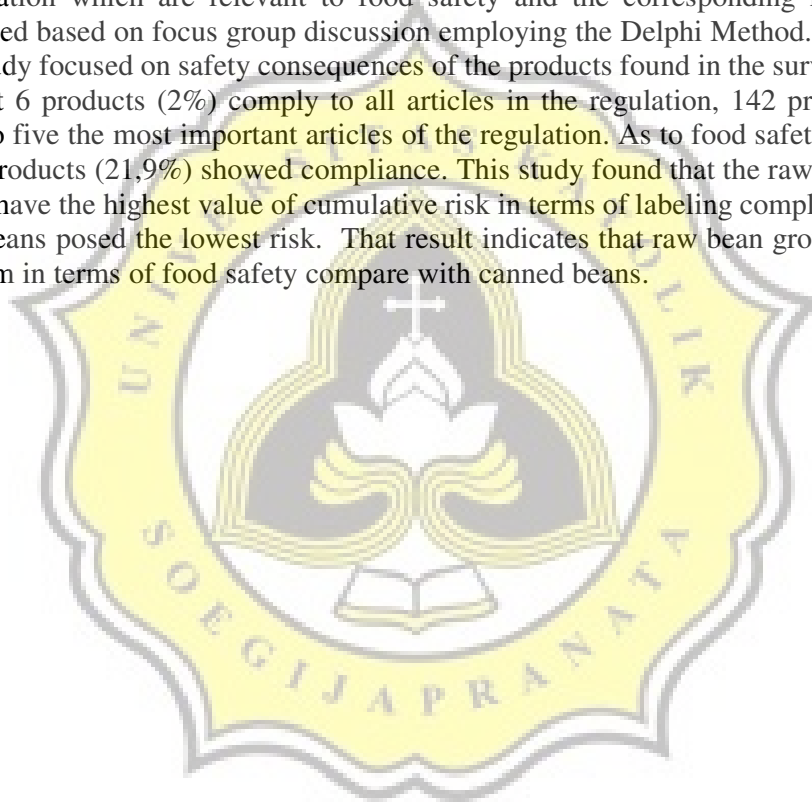 ation which are relevant to food safety and the corresponding
ed based on focus group discussion employing the Delphi Method.
dy focused on safety consequences of the products found in the sur
t 6 products (2%) comply to all articles in the regulation, 142 pr
o five the most important articles of the regulation. As to food safet
roducts (21,9%) showed compliance. This study found that the raw
have the highest value of cumulative risk in terms of labeling compl
eans posed the lowest risk. That result indicates that raw bean gro
m in terms of food safety compare with canned beans.
UNIVERSITAS KATOLIK
SOEGIJAPRANATA